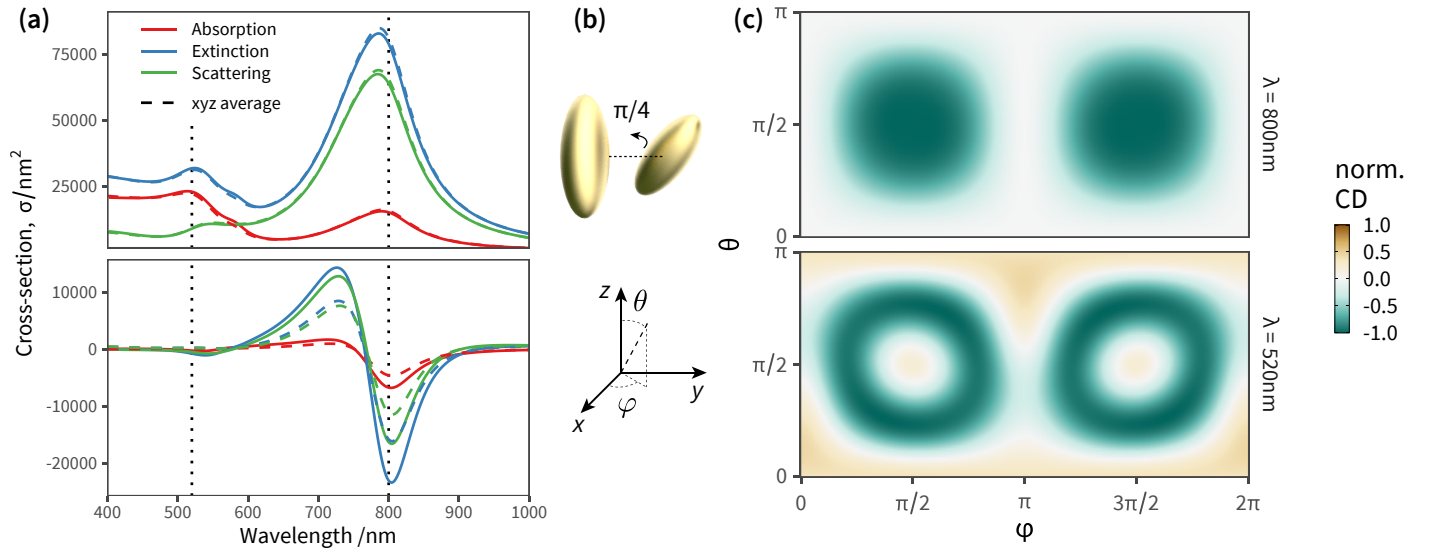 (a)
Absorption
Extinction
Scattering
xyz average
75000
50000
25000
10000
0
-10000
-20000
Cross-section, σ/nm²
400 500 600 700 800 900 1000
Wavelength /nm
(b)
π/4
z
θ
y
x
φ
(c)
π
π/2
0
λ = 800nm
π
π/2
0
λ = 520nm
θ
0 π/2 π 3π/2 2π
φ
norm.
CD
1.0
0.5
0.0
-0.5
-1.0